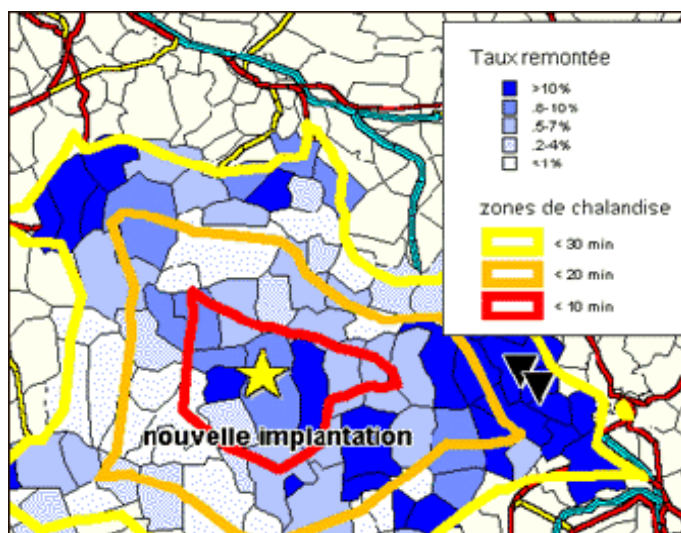 Taux remontée
>10%
.8-10%
.5-7%
.2-4%
<1%
zones de chalandise
< 30 min
< 20 min
< 10 min
nouvelle implantation